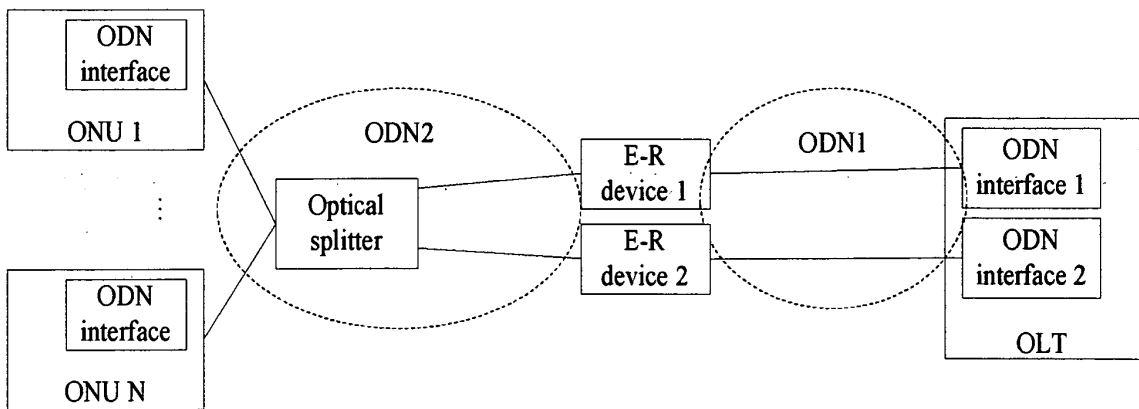 ODN
interface
ONU 1
⋮
ODN
interface
ONU N
ODN2
Optical
splitter
E-R
device 1
E-R
device 2
ODN1
ODN
interface 1
ODN
interface 2
OLT